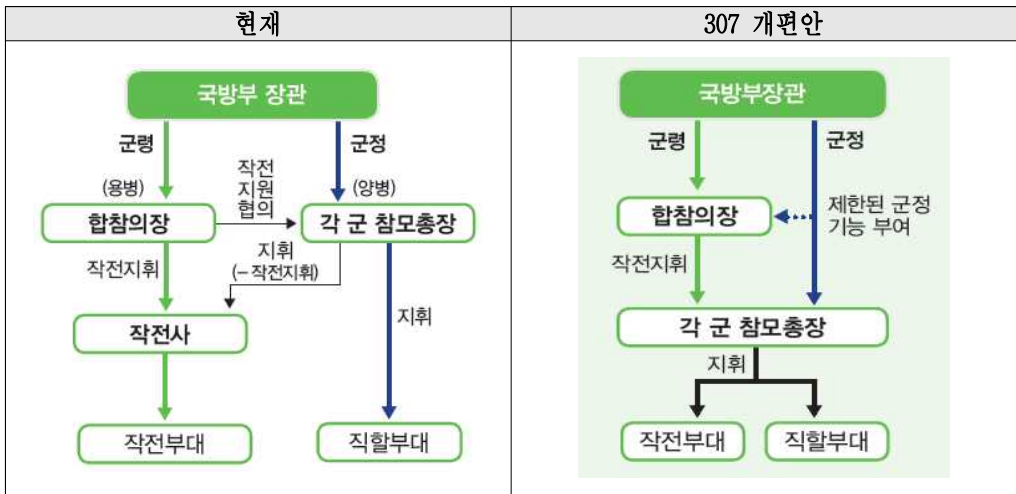 현재
307 개편안
국방부 장관
군령
군정
(용병)
작전
지원
협의
(양병)
합참의장
각 군 참모총장
작전지휘
지휘
(－작전지휘)
지휘
작전사
작전부대
직할부대
국방부장관
군령
군정
합참의장
제한된 군정
기능 부여
작전지휘
각 군 참모총장
지휘
작전부대
직할부대